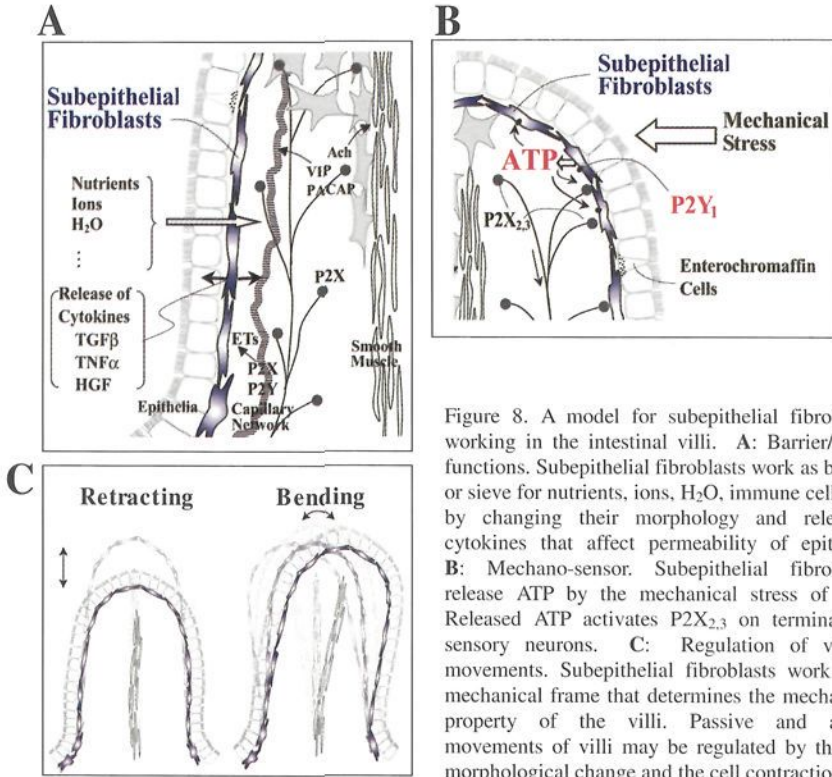 A
Subepithelial
Fibroblasts
Nutrients
Ions
H₂O
⋮
Release of
Cytokines
TGFβ
TNFα
HGF
Epithelia
Ach
VIP
PACAP
P2X
ETs
P2X
P2Y
Capillary
Network
Smooth
Muscle
B
Subepithelial
Fibroblasts
Mechanical
Stress
ATP
P2Y₁
P2X₂,₃
Enterochromaffin
Cells
C
Retracting
Bending
Figure 8. A model for subepithelial fibro
working in the intestinal villi. A: Barrier/
functions. Subepithelial fibroblasts work as b
or sieve for nutrients, ions, H₂O, immune cell
by changing their morphology and rele
cytokines that affect permeability of epit
B: Mechano-sensor. Subepithelial fibro
release ATP by the mechanical stress of
Released ATP activates P2X₂,₃ on termina
sensory neurons. C: Regulation of v
movements. Subepithelial fibroblasts work
mechanical frame that determines the mecha
property of the villi. Passive and a
movements of villi may be regulated by th
morphological change and the cell contraction